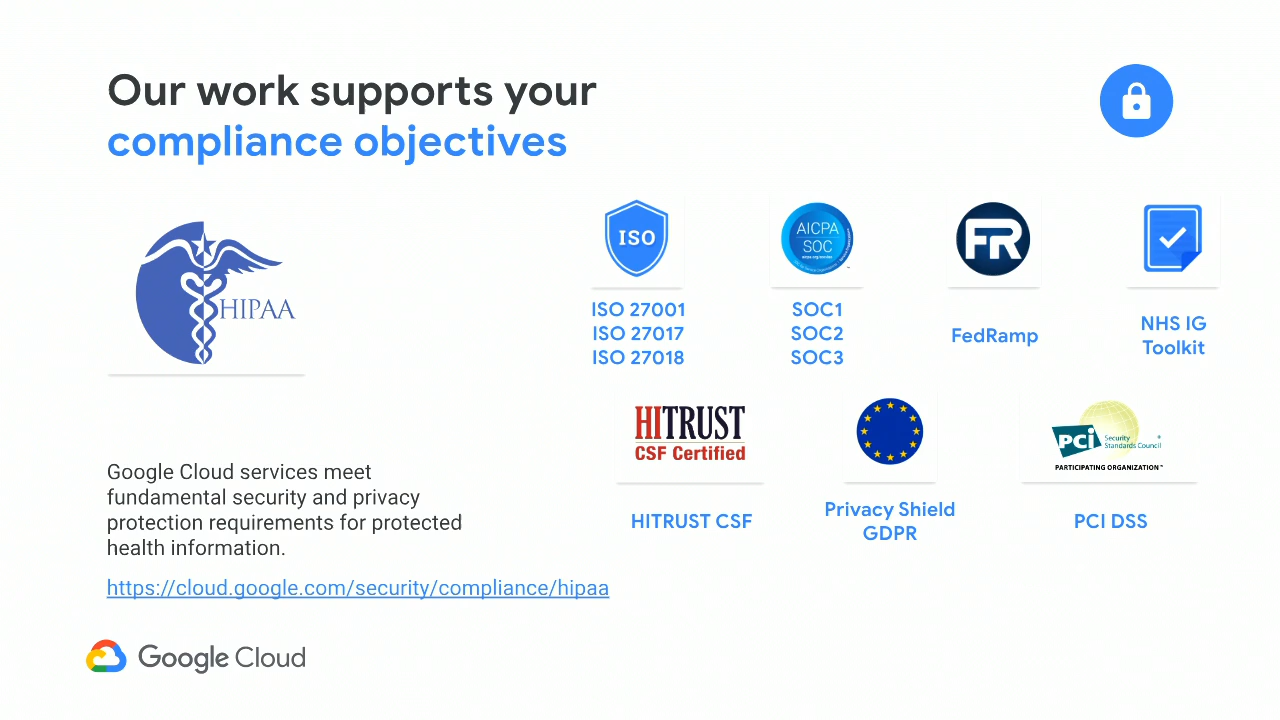 Our work supports your
compliance objectives
HIPAA
Google Cloud services meet
fundamental security and privacy
protection requirements for protected
health information.
https://cloud.google.com/security/compliance/hipaa
ISO
ISO 27001
ISO 27017
ISO 27018
AICPA
SOC
SOC1
SOC2
SOC3
FR
FedRamp
NHS IG
Toolkit
HITRUST
CSF Certified
HITRUST CSF
Privacy Shield
GDPR
PCI Security
Standards Council
PARTICIPATING ORGANIZATION™
PCI DSS
Google Cloud